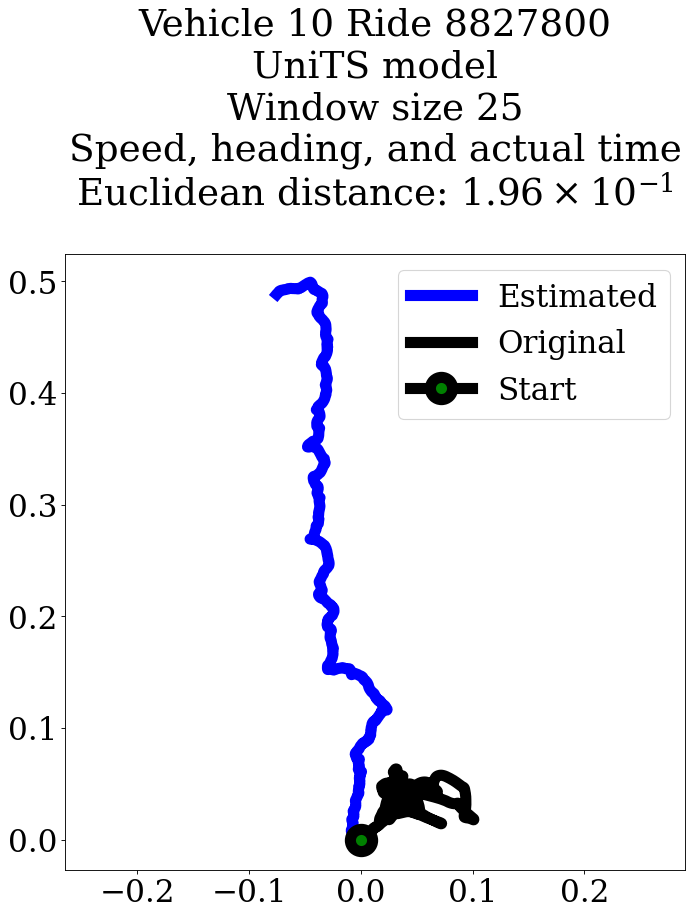 Vehicle 10 Ride 8827800
UniTS model
Window size 25
Speed, heading, and actual time
Euclidean distance: $1.96 \times 10^{-1}$
Estimated
Original
Start
0.5
0.4
0.3
0.2
0.1
0.0
−0.2 −0.1 0.0 0.1 0.2